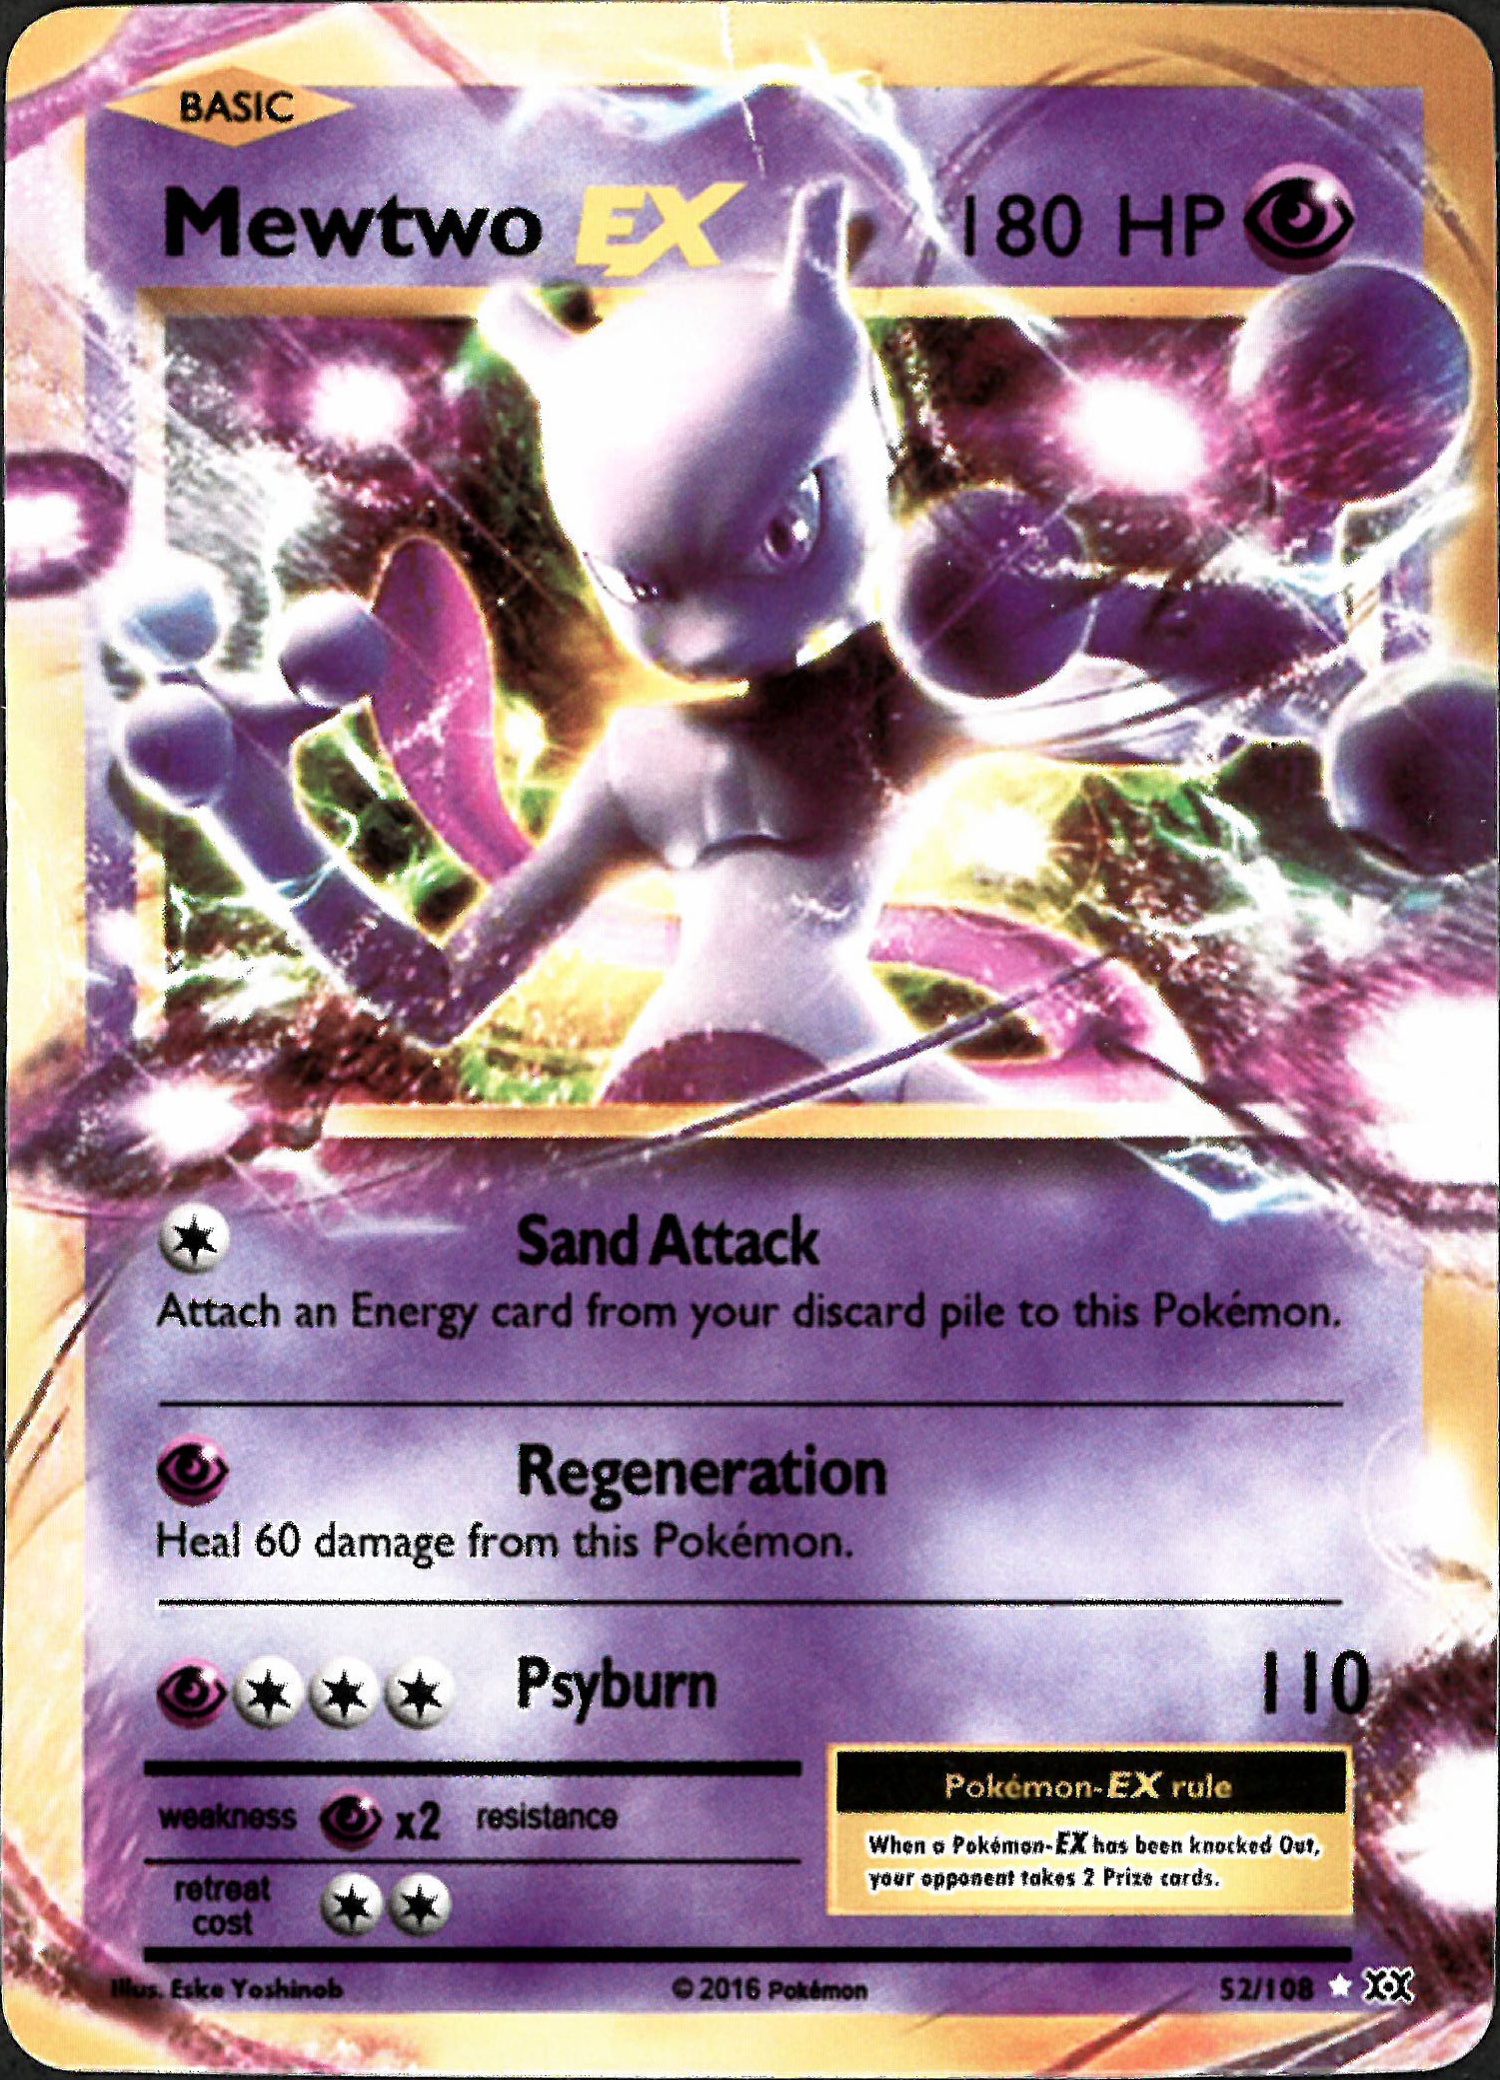 BASIC
Mewtwo EX 180 HP
Sand Attack
Attach an Energy card from your discard pile to this Pokémon.
Regeneration
Heal 60 damage from this Pokémon.
Psyburn 110
Pokémon-EX rule
When a Pokémon-EX has been knocked Out,
your opponent takes 2 Prize cards.
weakness x2 resistance
retreat
cost
Illus. Eske Yoshinob © 2016 Pokémon 52/108 ★ XY